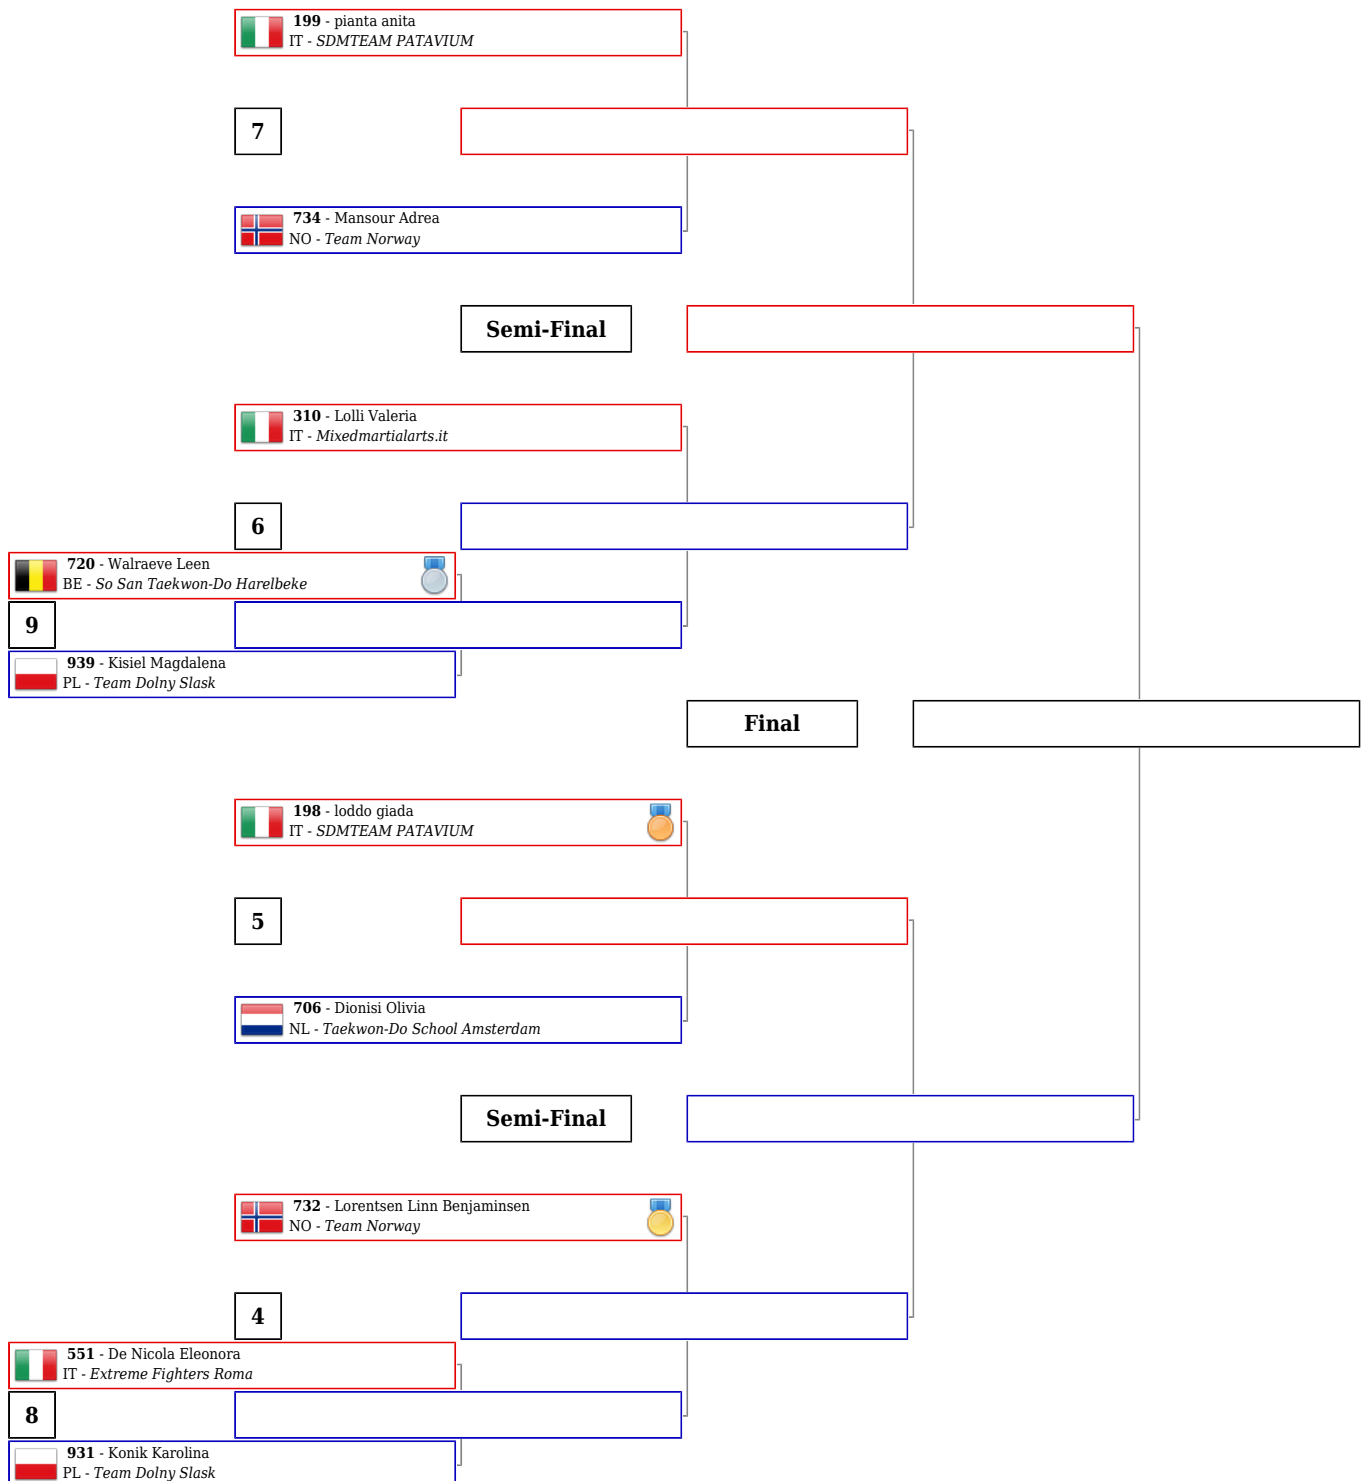 199 - pianta anita
IT - SDMTEAM PATAVIUM
7
734 - Mansour Adrea
NO - Team Norway
Semi-Final
310 - Lolli Valeria
IT - Mixedmartialarts.it
6
720 - Walraeve Leen
BE - So San Taekwon-Do Harelbeke
9
939 - Kisiel Magdalena
PL - Team Dolny Slask
Final
198 - loddo giada
IT - SDMTEAM PATAVIUM
5
706 - Dionisi Olivia
NL - Taekwon-Do School Amsterdam
Semi-Final
732 - Lorentsen Linn Benjaminsen
NO - Team Norway
4
551 - De Nicola Eleonora
IT - Extreme Fighters Roma
8
931 - Konik Karolina
PL - Team Dolny Slask